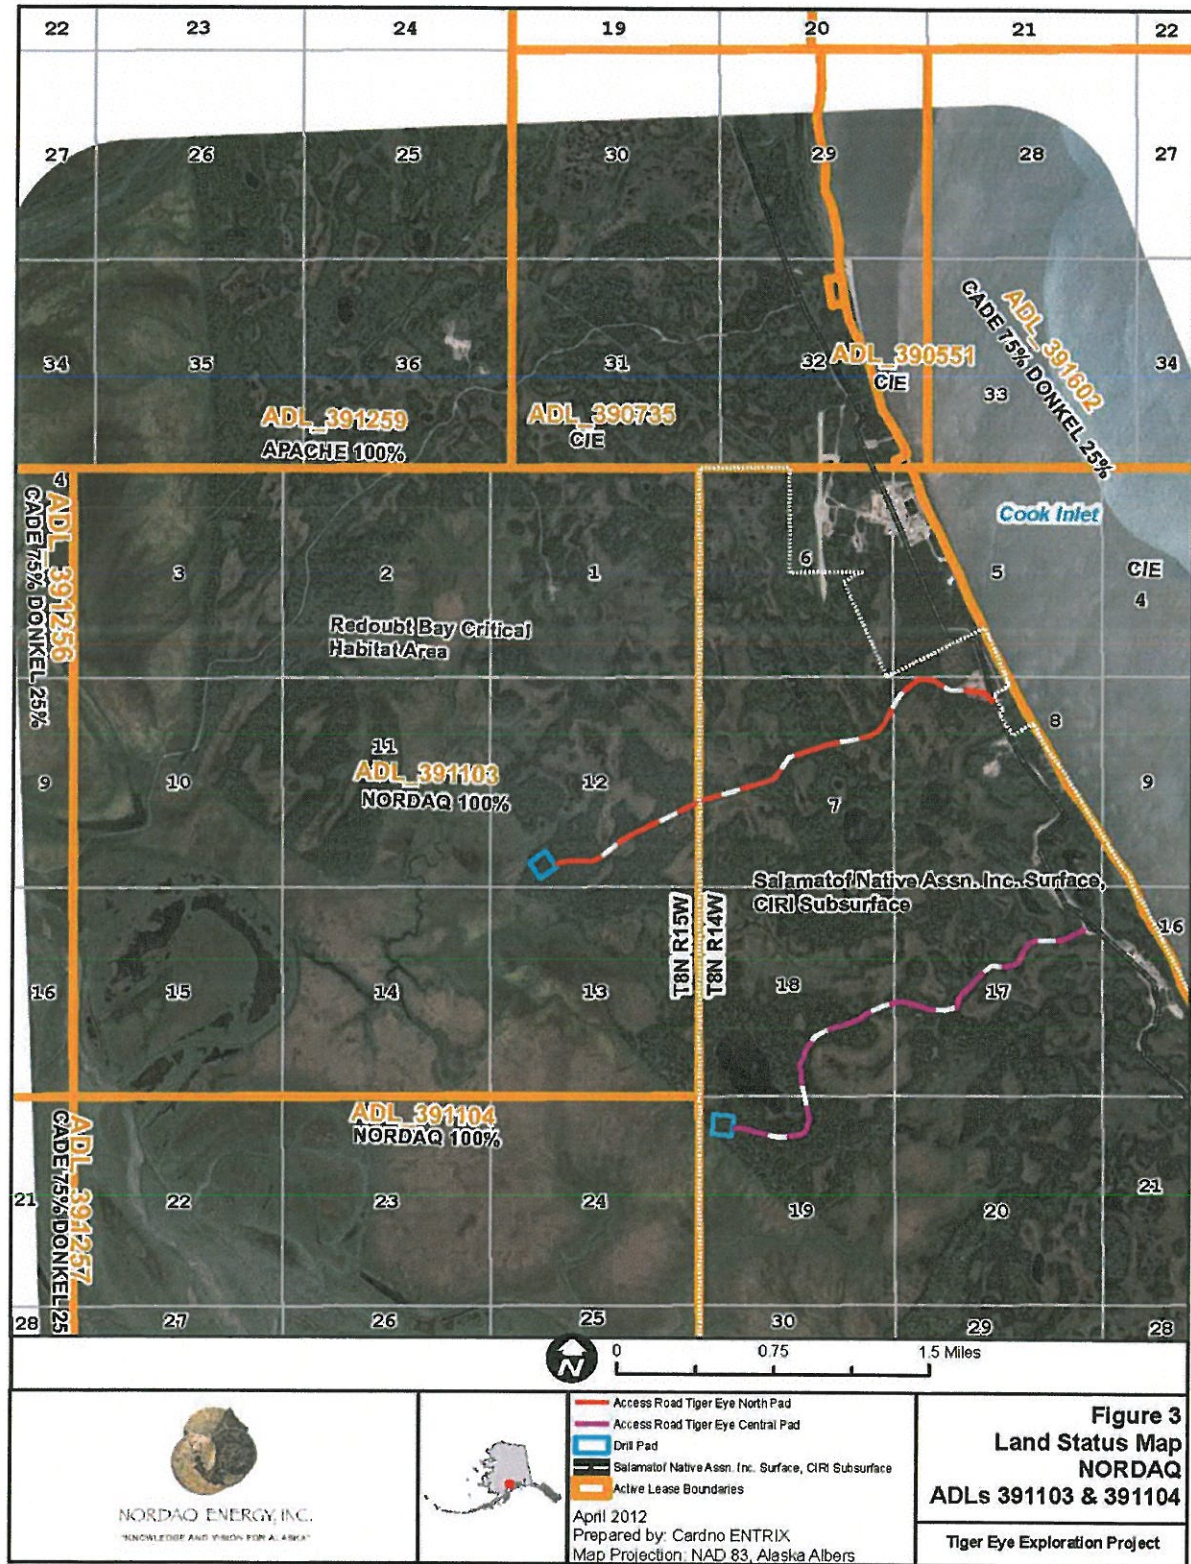 22 23 24 19 20 21 22
27 26 25 30 29 28 27
34 35 36 31 32 33 34
ADL_391602
CADE 75% DONKEL 25%
ADL_390551
CIE
ADL_391259
APACHE 100%
ADL_390735
CIE
4
ADL_391256
CADE 75% DONKEL 25%
Cook Inlet
3 2 1 6 5
CIE
4
Redoubt Bay Critical
Habitat Area
8
11
ADL_391103
NORDAQ 100%
9 10 12 7 9
Salamatof Native Assn. Inc. Surface,
CIRI Subsurface
T8N R15W
T8N R14W
16
16 15 14 13 18 17
ADL_391104
NORDAQ 100%
ADL_391257
CADE 75% DONKEL 25
21 22 23 24 19 20 21
28 27 26 25 30 29 28
N
0 0.75 1.5 Miles
NORDAQ ENERGY, INC.
"KNOWLEDGE AND VISION FOR ALASKA"
Access Road Tiger Eye North Pad
Access Road Tiger Eye Central Pad
Drill Pad
Salamatof Native Assn. Inc. Surface, CIRI Subsurface
Active Lease Boundaries
April 2012
Prepared by: Cardno ENTRIX
Map Projection: NAD 83, Alaska Albers
Figure 3
Land Status Map
NORDAQ
ADLs 391103 & 391104
Tiger Eye Exploration Project